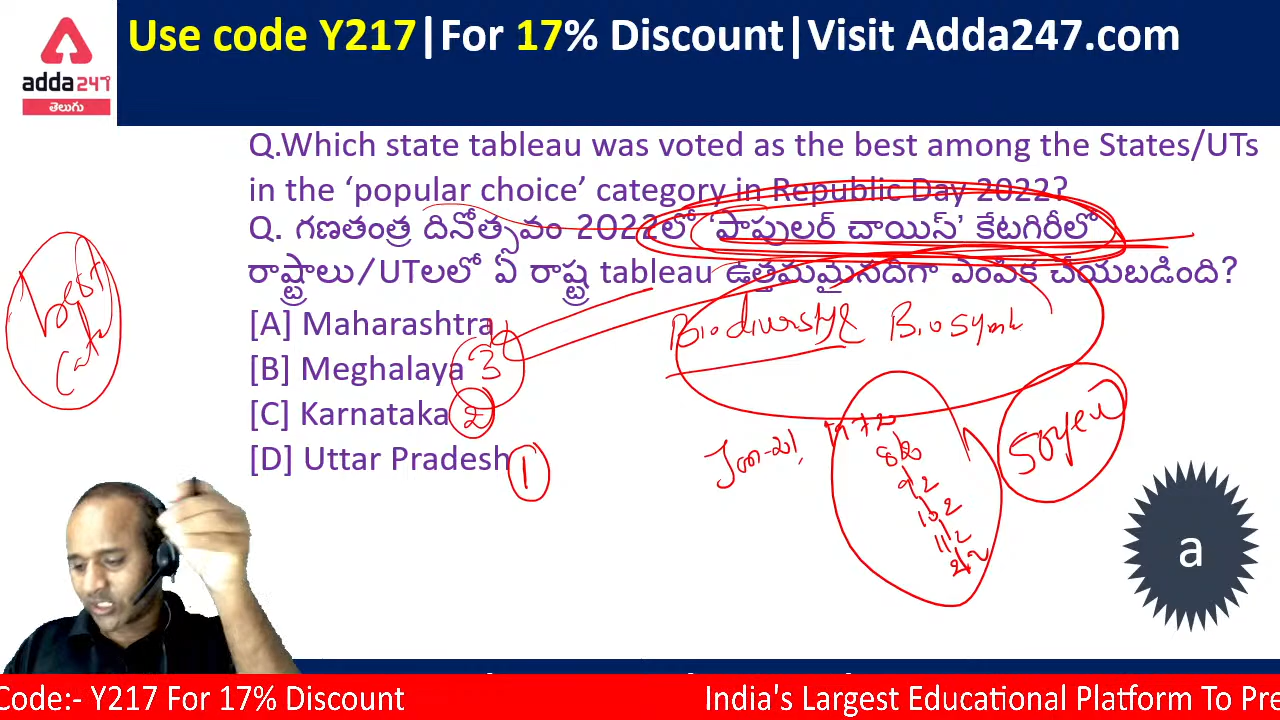 Use code Y217|For 17% Discount|Visit Adda247.com
adda247
తెలుగు
Q.Which state tableau was voted as the best among the States/UTs
in the ‘popular choice’ category in Republic Day 2022?
Q. గణతంత్ర దినోత్సవం 2022లో ‘పాపులర్ చాయిస్’ కేటగిరీలో
రాష్ట్రాలు/UTలలో ఏ రాష్ట్ర tableau ఉత్తమమైనదిగా ఎంపిక చేయబడింది?
[A] Maharashtra
[B] Meghalaya 3
[C] Karnataka 2
[D] Uttar Pradesh 1
best
Biodiversity &
50 year
a
Code:- Y217 For 17% Discount
India's Largest Educational Platform To Pre